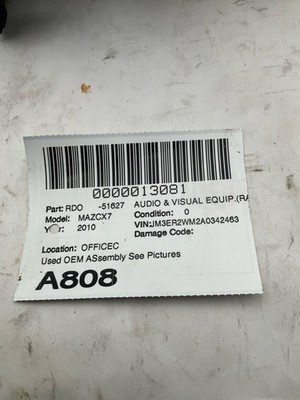 0000013081
Part: RDO -51627 AUDIO & VISUAL EQUIP.(RA
Model: MAZCX7 Condition: 0
Year: 2010 VIN:JM3ER2WM2A0342463
Damage Code:
Location: OFFICEC
Used OEM ASsembly See Pictures
A808